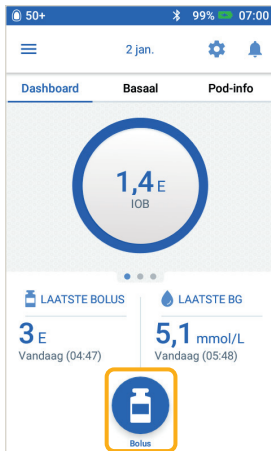 50+ 99% 07:00
2 jan.
Dashboard Basaal Pod-info
1,4 E
IOB
LAATSTE BOLUS LAATSTE BG
3 E 5,1 mmol/L
Vandaag (04:47) Vandaag (05:48)
Bolus